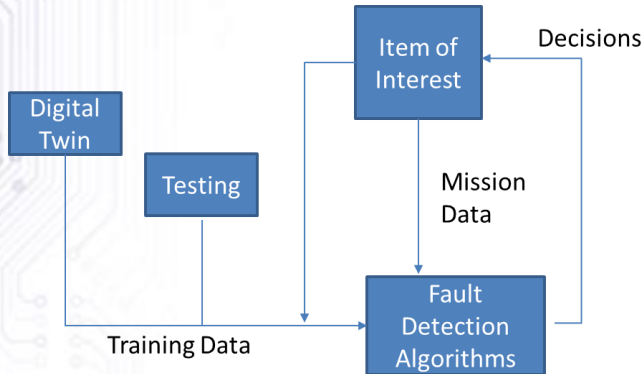 Item of
Interest
Decisions
Digital
Twin
Testing
Mission
Data
Fault
Detection
Algorithms
Training Data